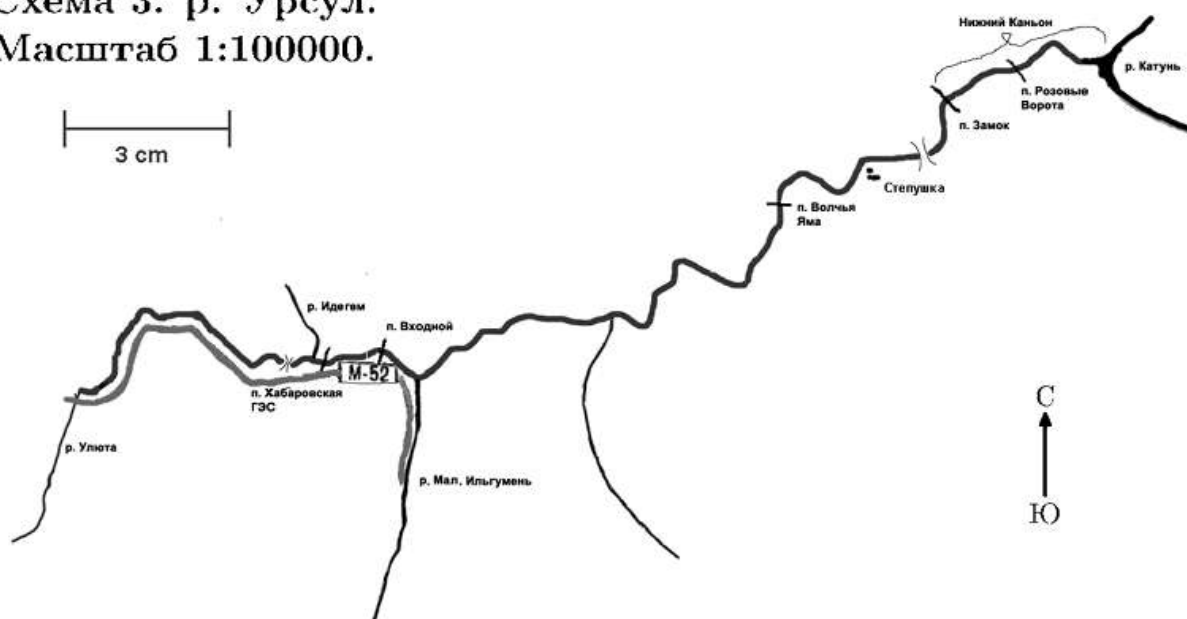 Схема 3. р. Урсул.
Масштаб 1:100000.
3 cm
Нижний Каньон
р. Катунь
п. Розовые
Ворота
п. Замок
Степушка
п. Волчья
Яма
р. Идегем
п. Входной
М-52
п. Хабаровская
ГЭС
р. Улюта
р. Мал. Ильгумень
С
Ю